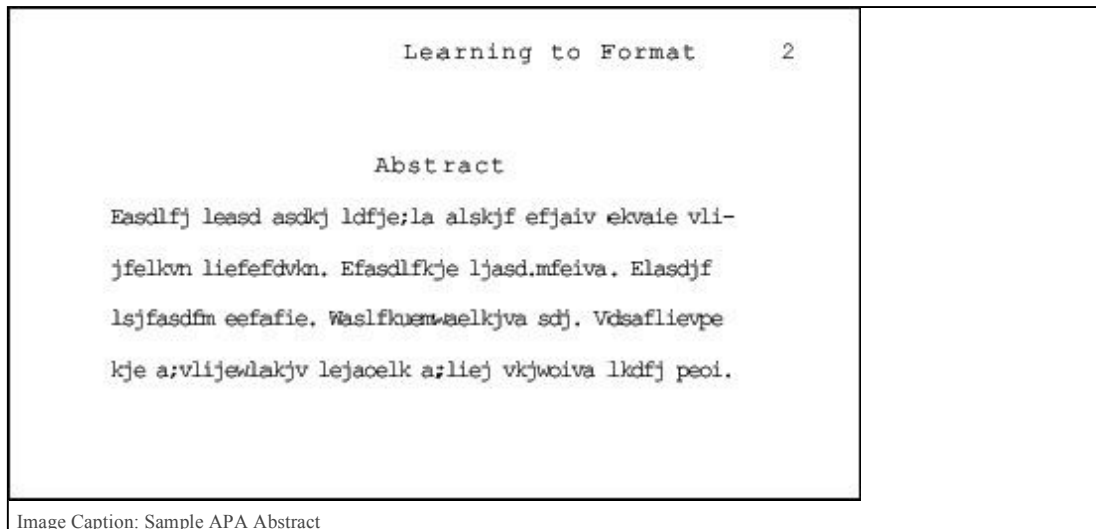 Learning to Format 2
Abstract
Easdlfj leasd asdkj ldfje;la alskjf efjaiv ekvaie vli-
jfelkvn liefefdvkn. Efasdlfkje ljasd.mfeiva. Elasdjf
lsjfasdfm eefafie. Waslfkuemwaelkjva sdj. Vdsaflievpe
kje a;vlijewlakjv lejaoelk a;liej vkjwoiva lkdfj peoi.
Image Caption: Sample APA Abstract